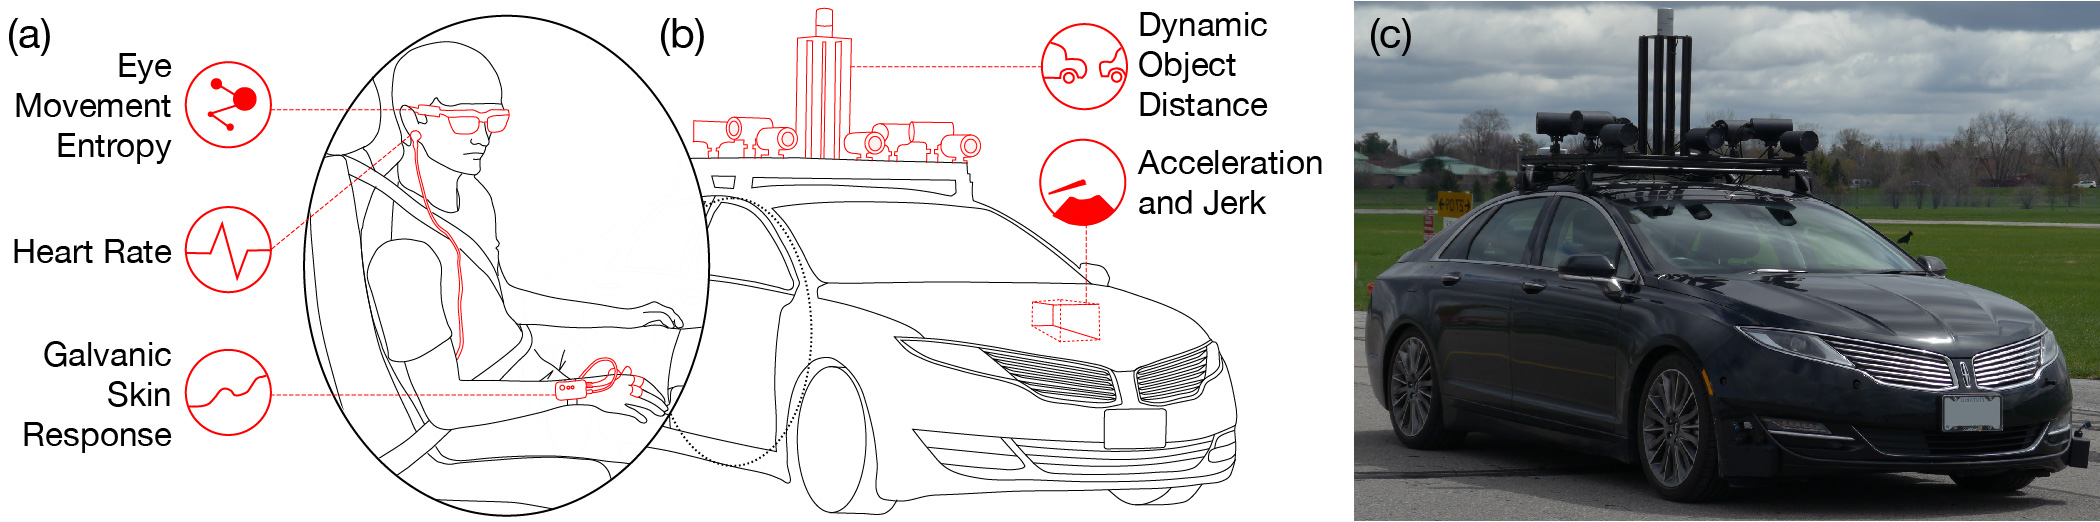 (a)
Eye
Movement
Entropy
Heart Rate
Galvanic
Skin
Response
(b)
Dynamic
Object
Distance
Acceleration
and Jerk
(c)